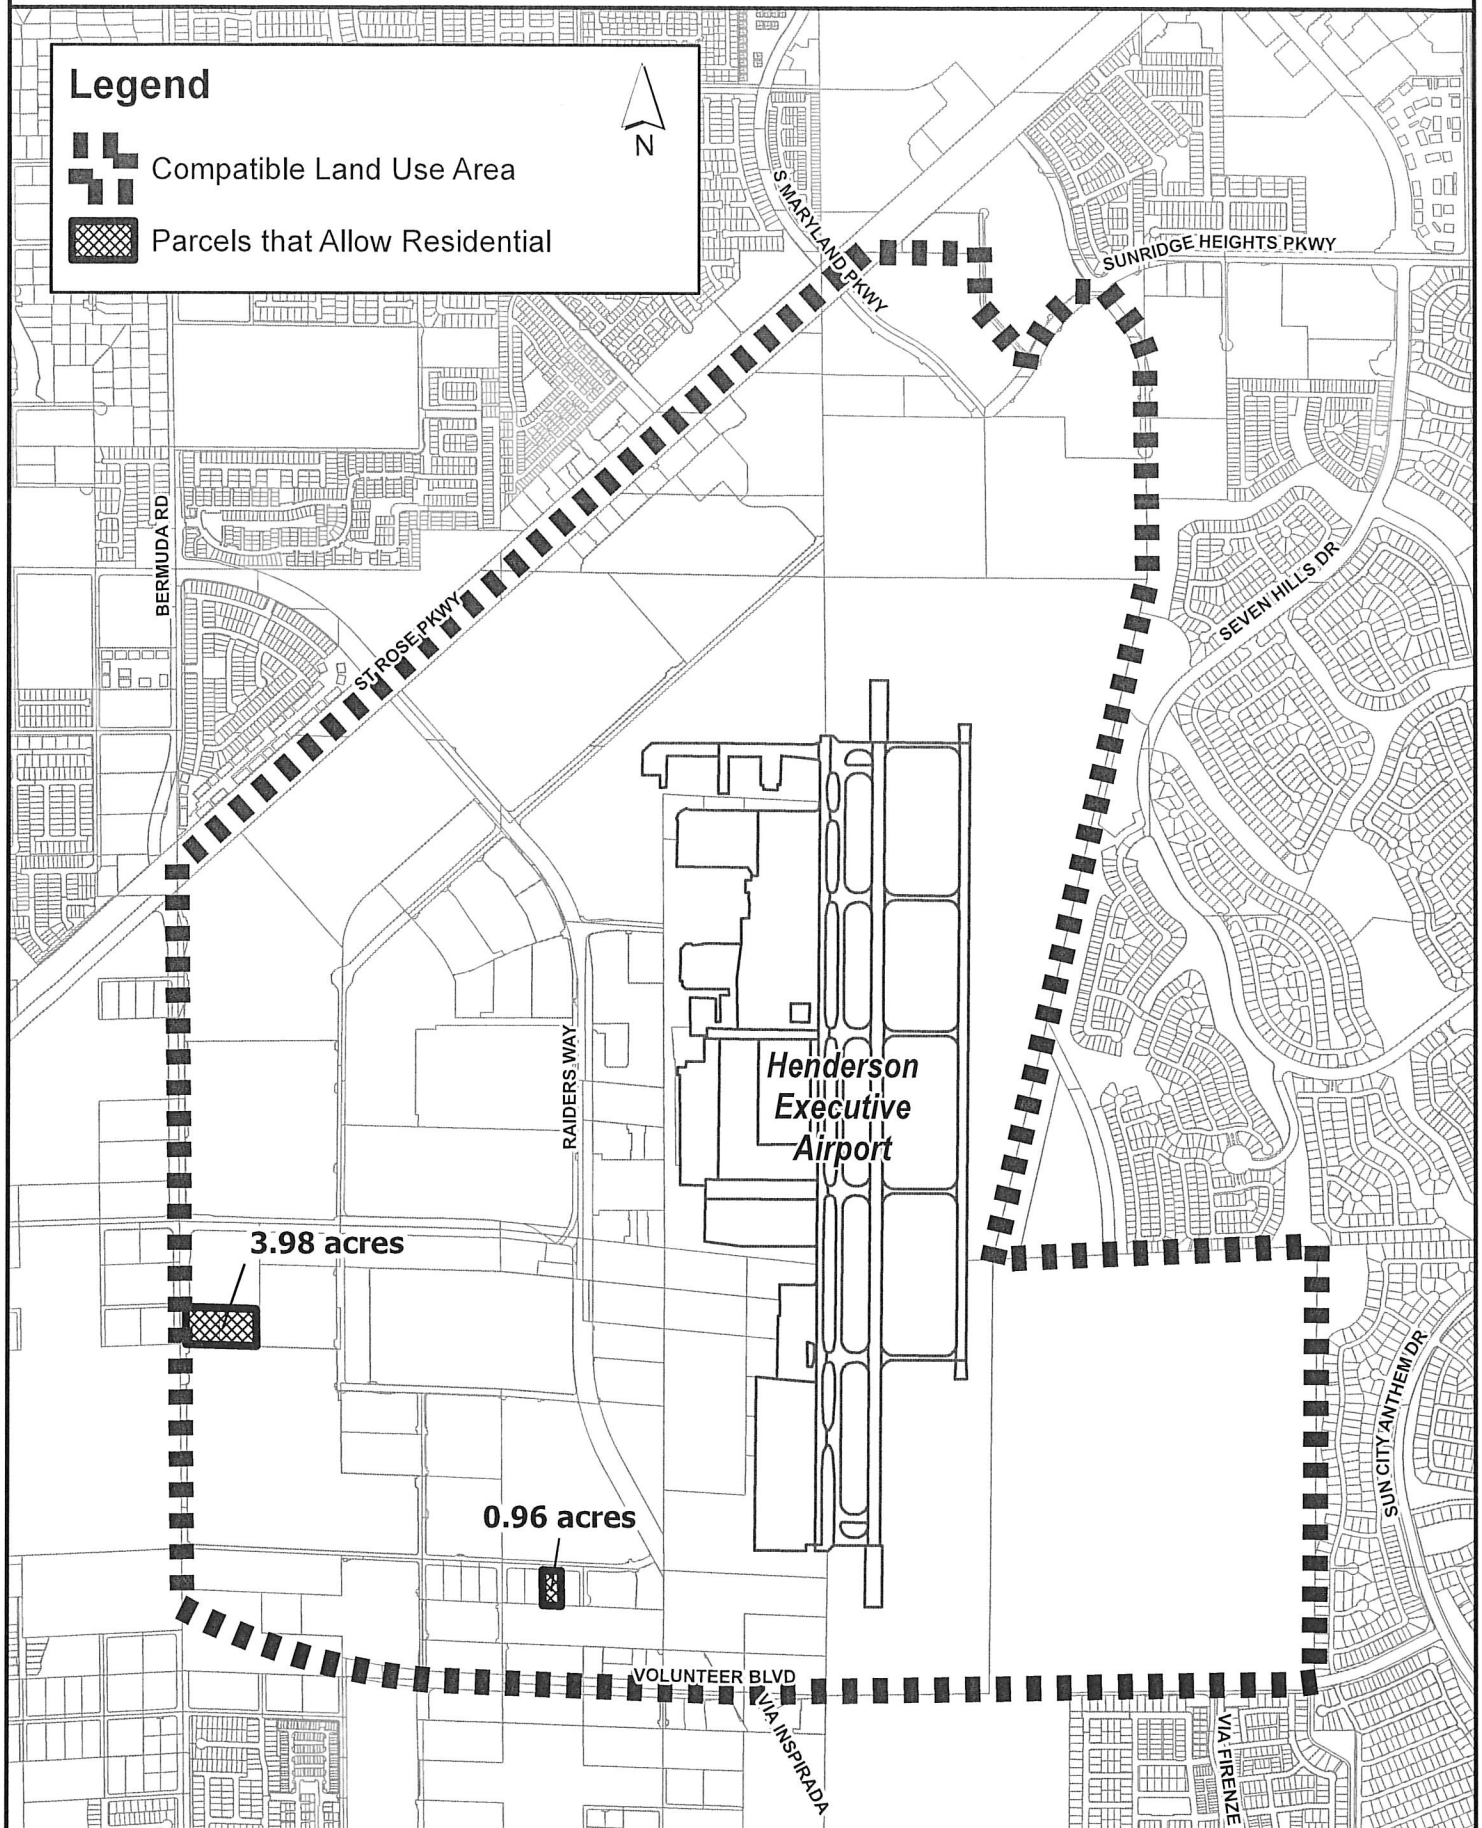 Legend
N
Compatible Land Use Area
Parcels that Allow Residential
S MARYLAND PKWY
SUNRIDGE HEIGHTS PKWY
BERMUDA RD
SEVEN HILLS DR
ST ROSE PKWY
RAIDERS WAY
Henderson
Executive
Airport
3.98 acres
SUN CITY ANTHEM DR
0.96 acres
VOLUNTEER BLVD
VIA INSPIRADA
VIA FIRENZE